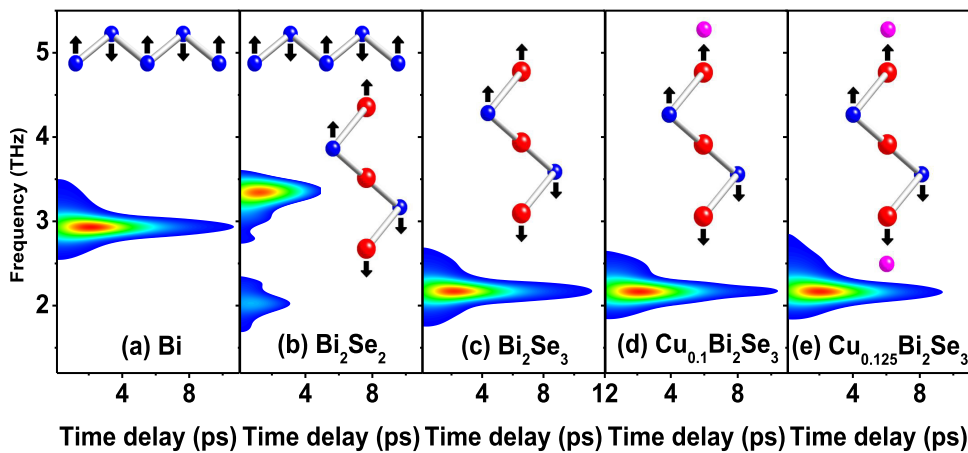 Frequency (THz)
5
4
3
2
(a) Bi
(b) Bi2Se2
(c) Bi2Se3
(d) Cu0.1Bi2Se3
(e) Cu0.125Bi2Se3
4 8 4 8 4 8 12 4 8 4 8
Time delay (ps) Time delay (ps) Time delay (ps) Time delay (ps) Time delay (ps)